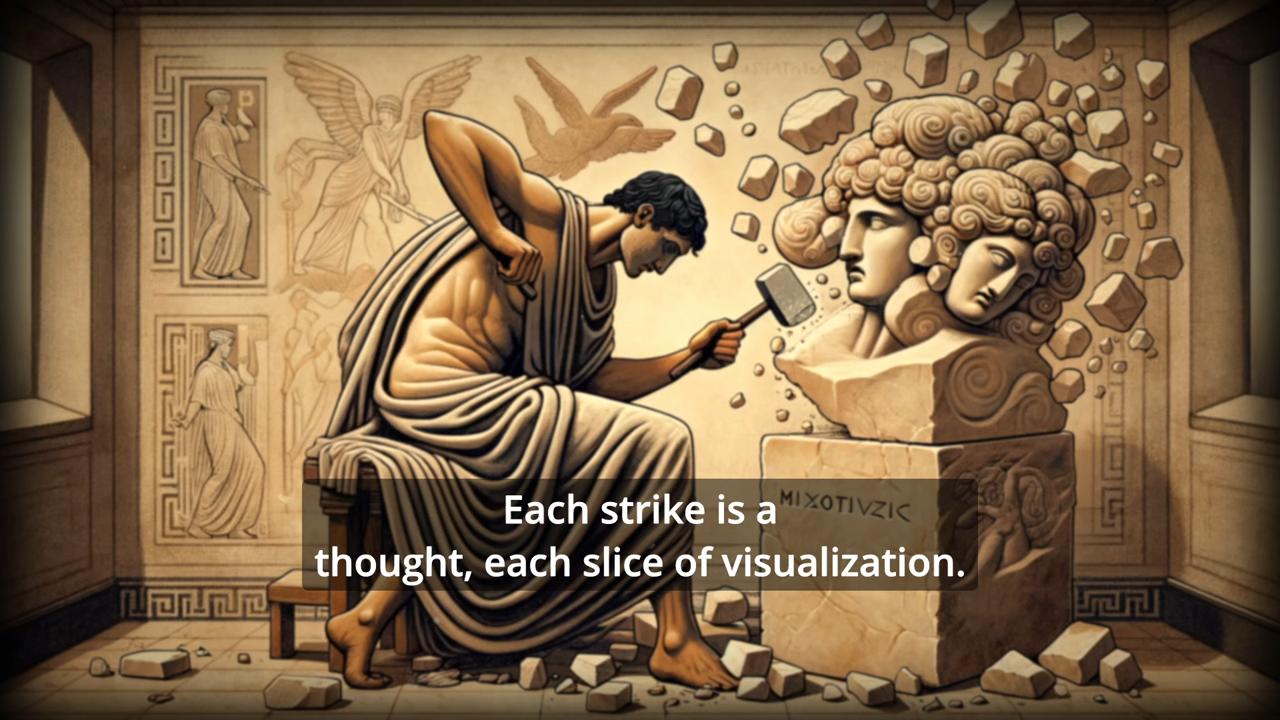 MIXOTIVZIC
Each strike is a
thought, each slice of visualization.